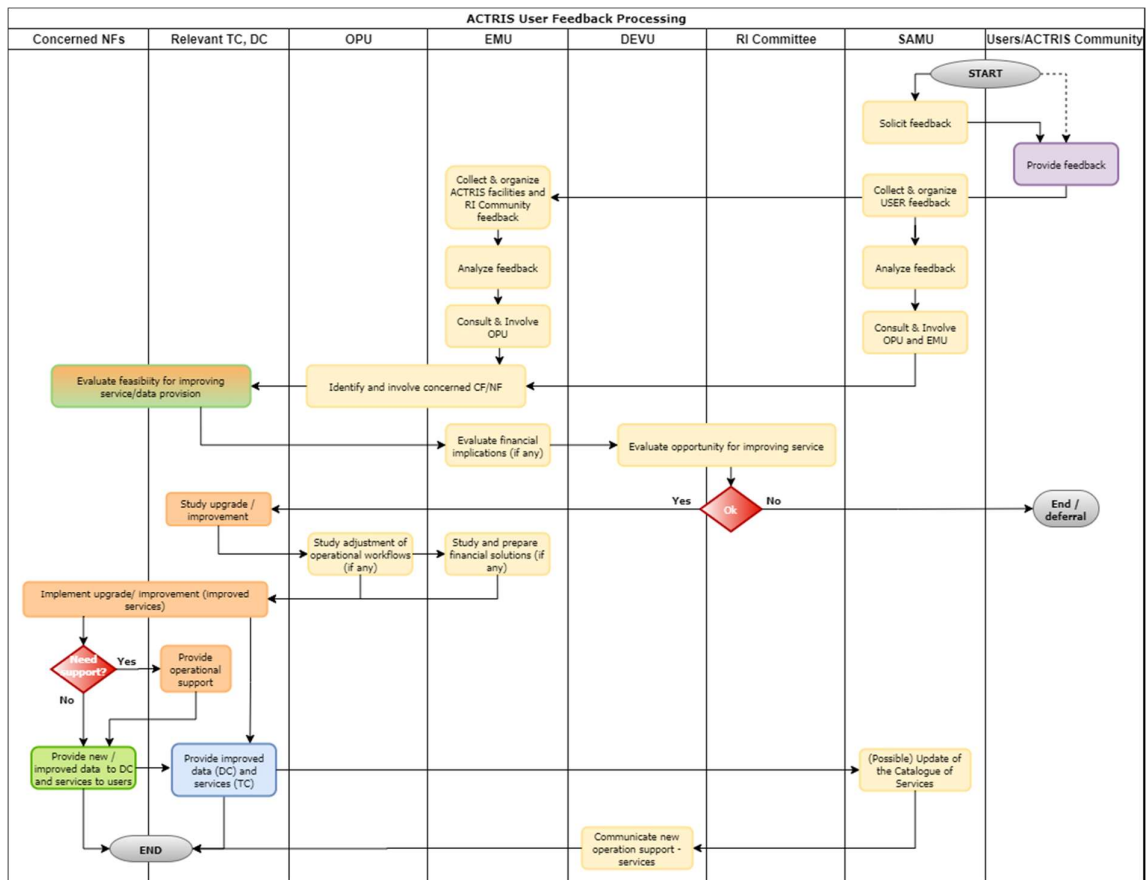 ACTRIS User Feedback Processing
Concerned NFs
Relevant TC, DC
OPU
EMU
DEVU
RI Committee
SAMU
Users/ACTRIS Community
START
Solicit feedback
Provide feedback
Collect & organize
ACTRIS facilities and
RI Community
feedback
Collect & organize
USER feedback
Analyze feedback
Analyze feedback
Consult & Involve
OPU
Consult & Involve
OPU and EMU
Evaluate feasibiity for improving
service/data provision
Identify and involve concerned CF/NF
Evaluate financial
implications (if any)
Evaluate opportunity for improving service
Yes
Ok
No
End /
deferral
Study upgrade /
improvement
Study adjustment of
operational workflows
(if any)
Study and prepare
financial solutions (if
any)
Implement upgrade/ improvement (improved
services)
Need
support?
Yes
No
Provide
operational
support
Provide new /
improved data to DC
and services to users
Provide improved
data (DC) and
services (TC)
(Possible) Update of
the Catalogue of
Services
Communicate new
operation support -
services
END